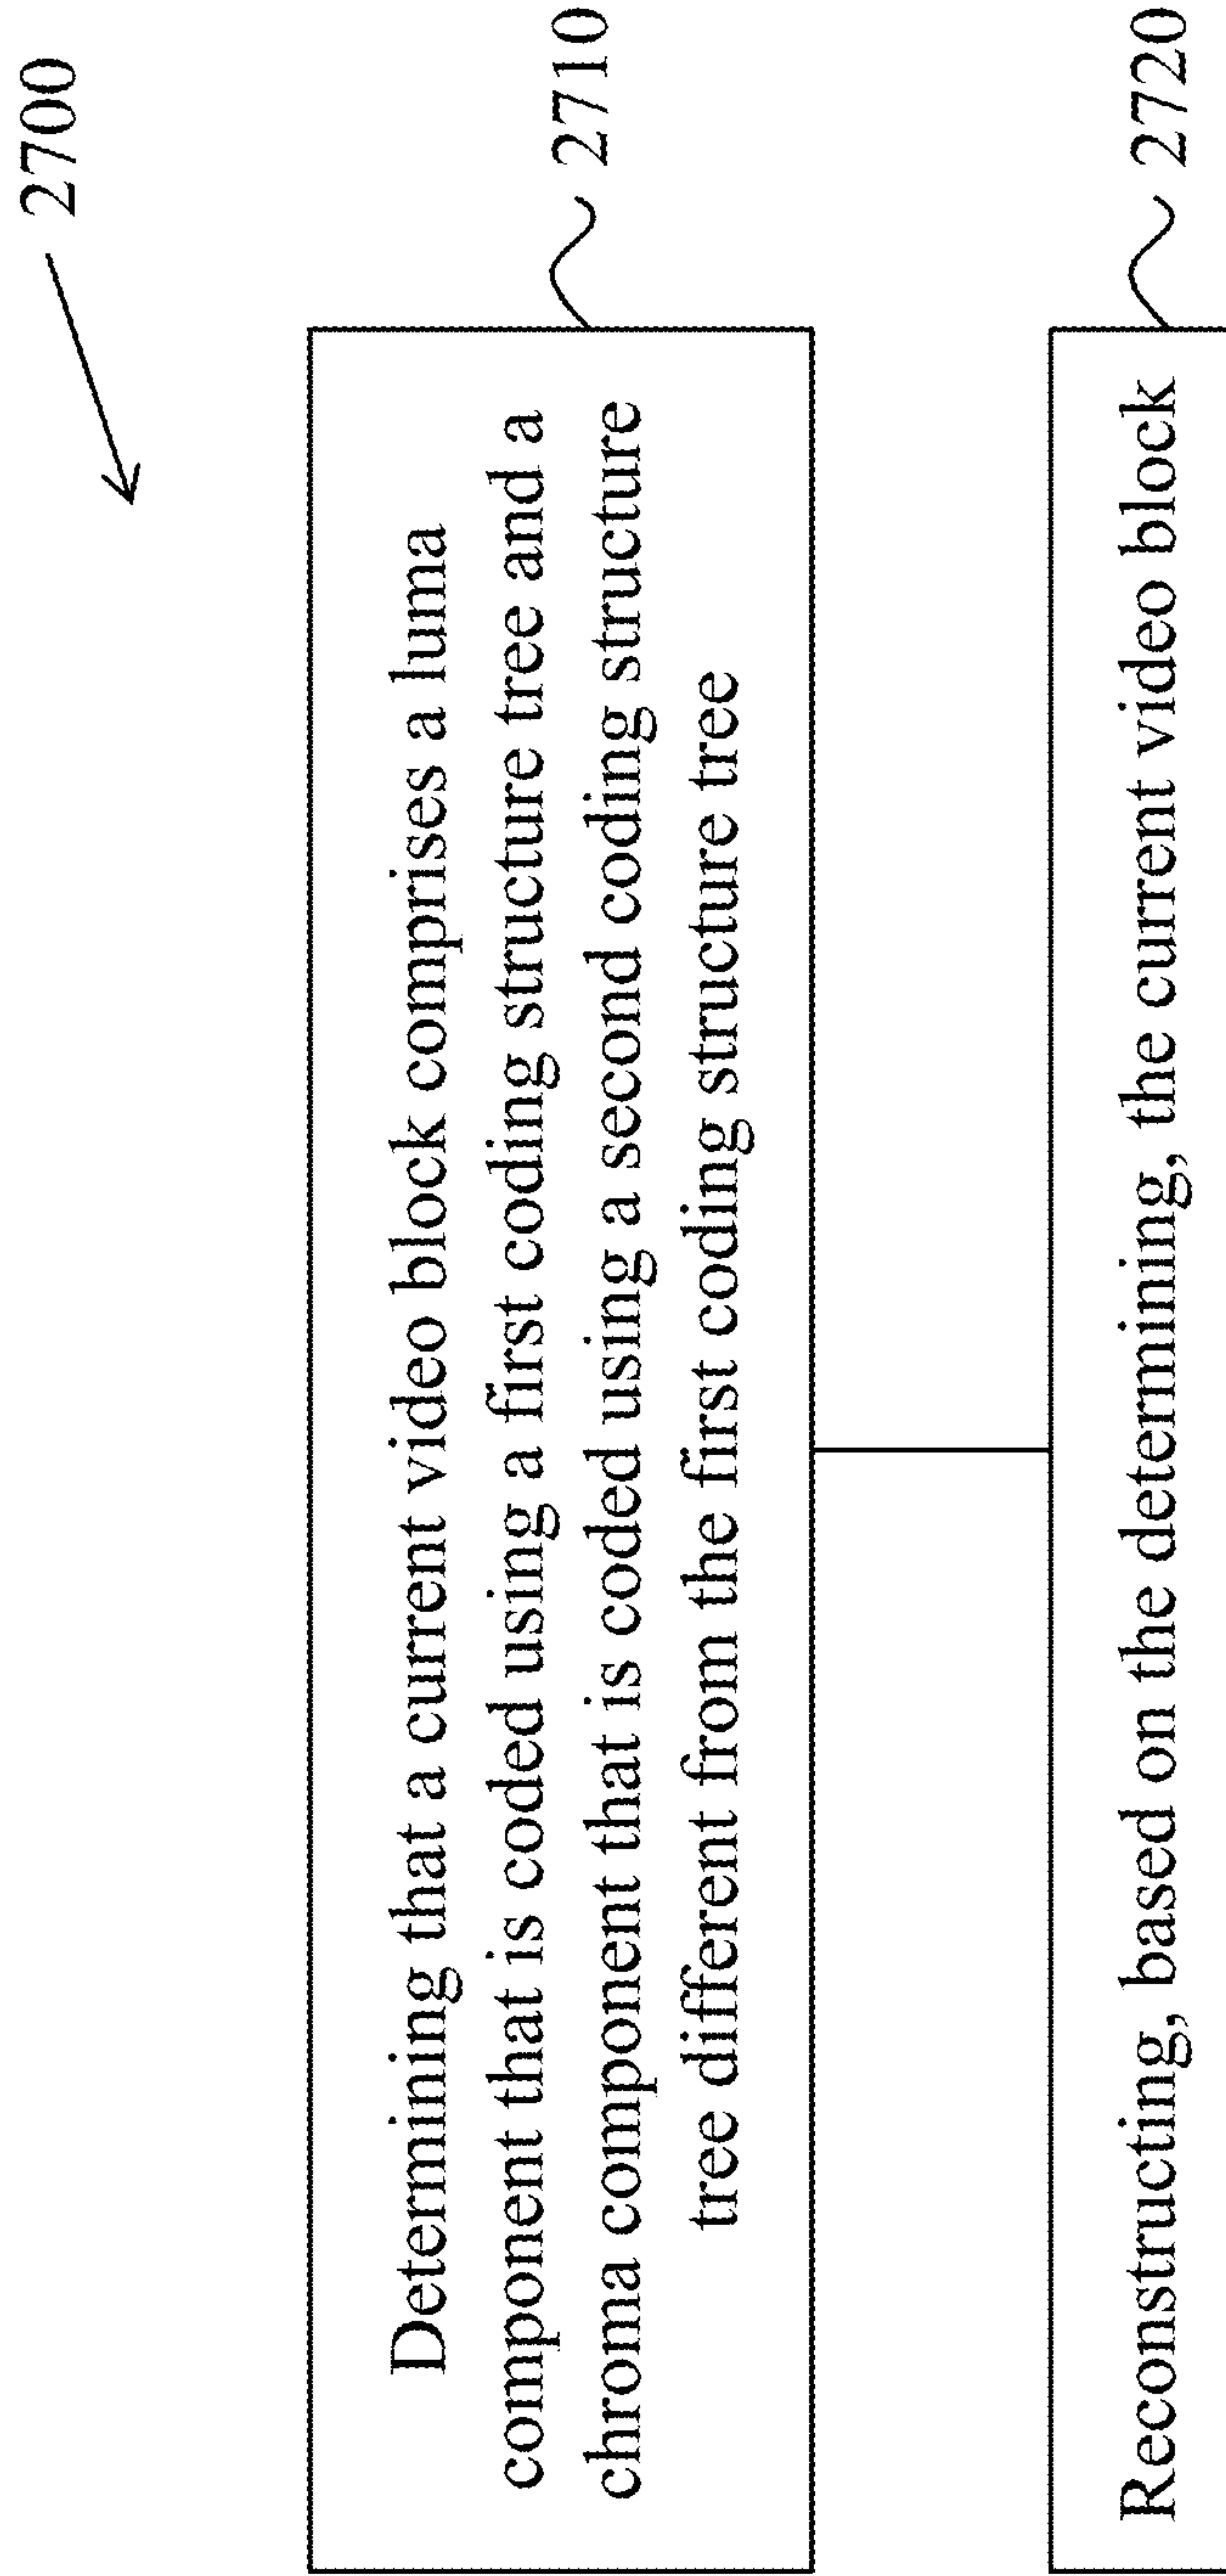 2700
Determining that a current video block comprises a luma
component that is coded using a first coding structure tree and a
chroma component that is coded using a second coding structure
tree different from the first coding structure tree
2710
Reconstructing, based on the determining, the current video block
2720